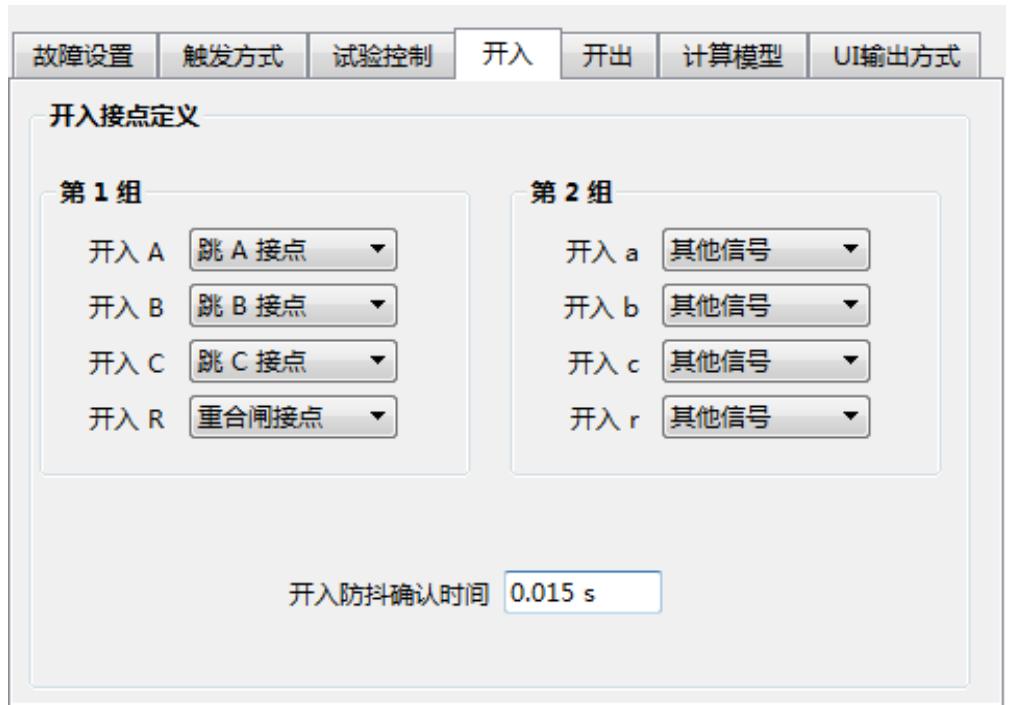 故障设置 触发方式 试验控制 开入 开出 计算模型 UI输出方式
开入接点定义
第 1 组
开入 A 跳 A 接点
开入 B 跳 B 接点
开入 C 跳 C 接点
开入 R 重合闸接点
第 2 组
开入 a 其他信号
开入 b 其他信号
开入 c 其他信号
开入 r 其他信号
开入防抖确认时间 0.015 s